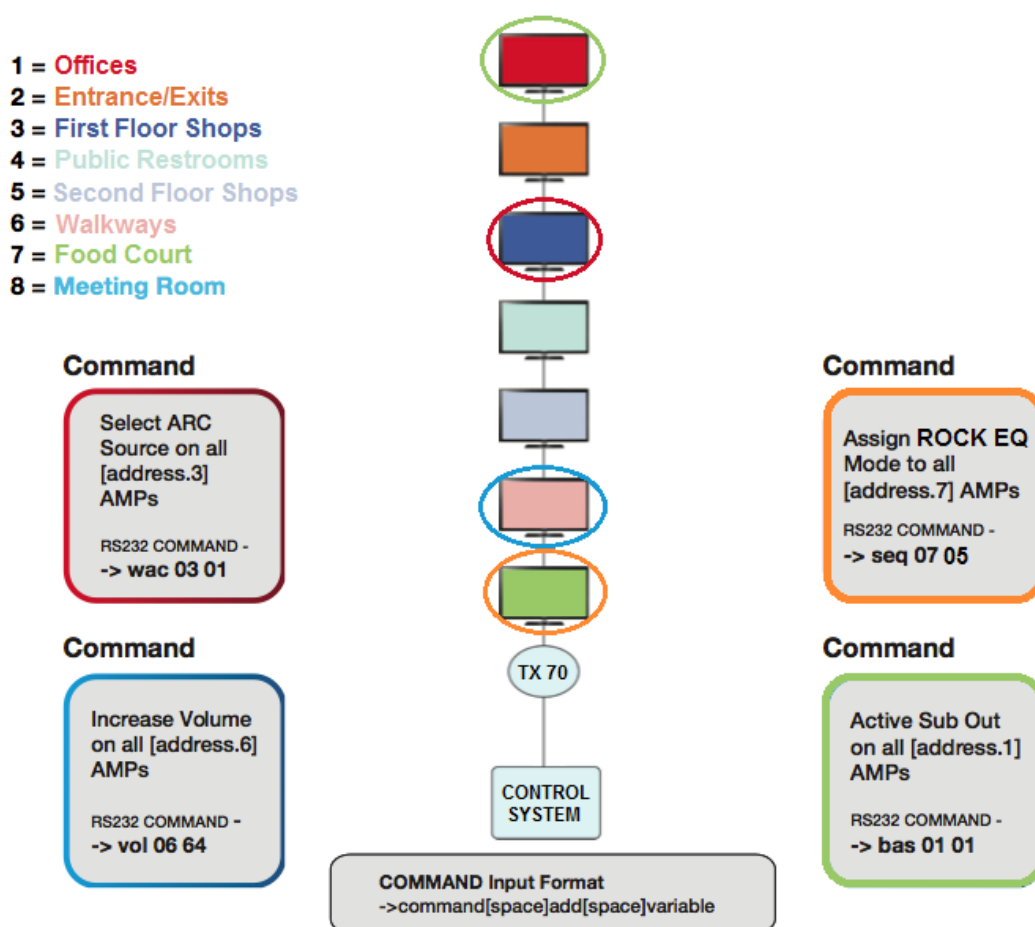 1 = Offices
2 = Entrance/Exits
3 = First Floor Shops
4 = Public Restrooms
5 = Second Floor Shops
6 = Walkways
7 = Food Court
8 = Meeting Room
Command
Select ARC
Source on all
[address.3]
AMPs
RS232 COMMAND -
-> wac 03 01
Command
Increase Volume
on all [address.6]
AMPs
RS232 COMMAND -
-> vol 06 64
TX 70
CONTROL
SYSTEM
COMMAND Input Format
->command[space]add[space]variable
Command
Assign ROCK EQ
Mode to all
[address.7] AMPs
RS232 COMMAND -
-> seq 07 05
Command
Active Sub Out
on all [address.1]
AMPs
RS232 COMMAND -
-> bas 01 01